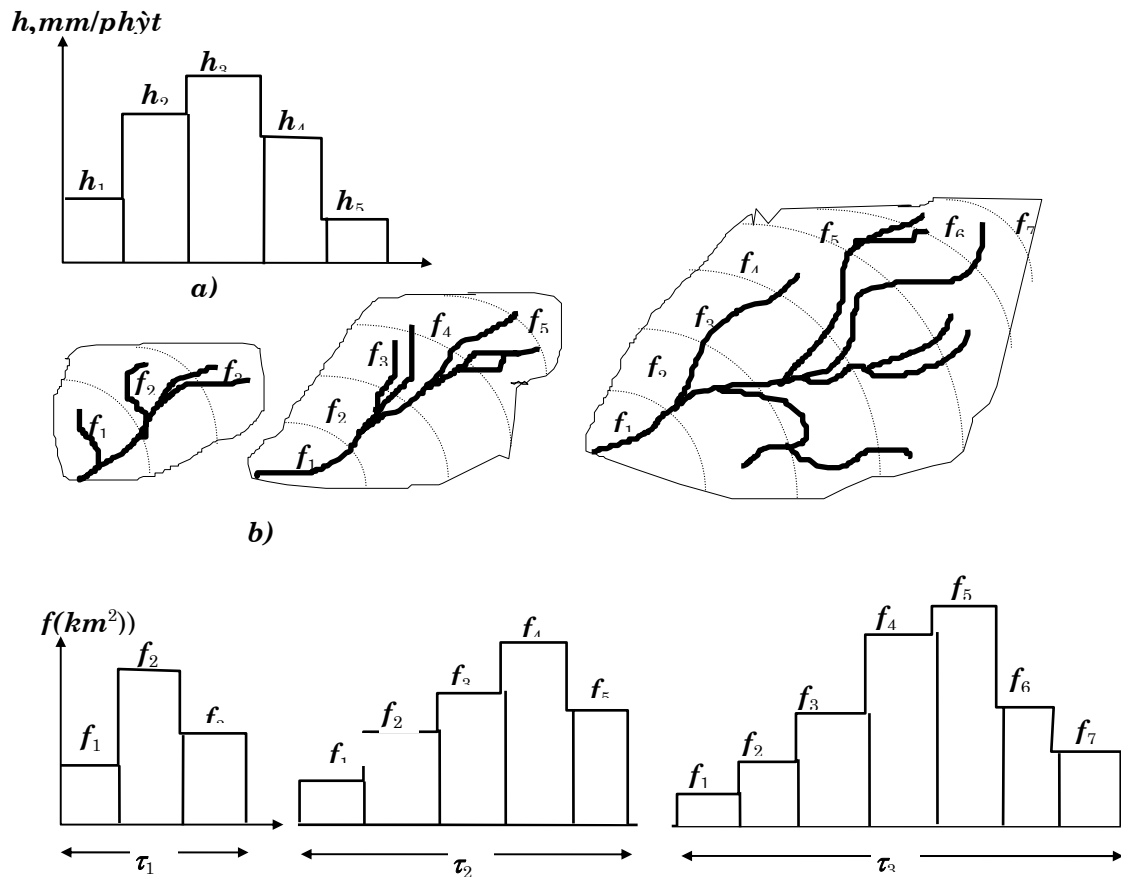 h,mm/phỳt
h₃
h₂
h₄
h₁
h₅
a)
f₅ f₆ f₇
f₄
f₃
f₂
f₁
f₄ f₅
f₃
f₂
f₁
f₂ f₃
f₁
b)
f(km²))
f₂
f₁ f₃
f₄
f₃
f₅
f₂
f₁
f₅
f₄
f₃
f₆
f₂
f₇
f₁
τ₁ τ₂ τ₃